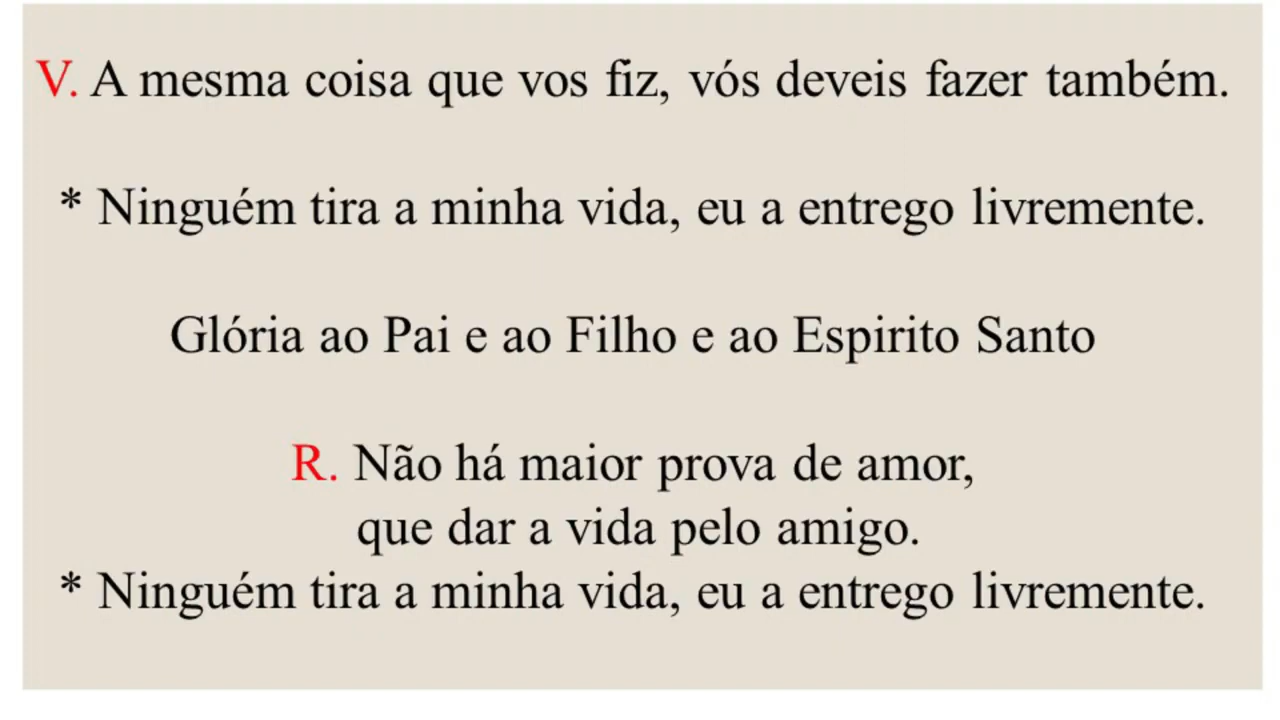 V. A mesma coisa que vos fiz, vós deveis fazer também.
* Ninguém tira a minha vida, eu a entrego livremente.
Glória ao Pai e ao Filho e ao Espirito Santo
R. Não há maior prova de amor,
que dar a vida pelo amigo.
* Ninguém tira a minha vida, eu a entrego livremente.